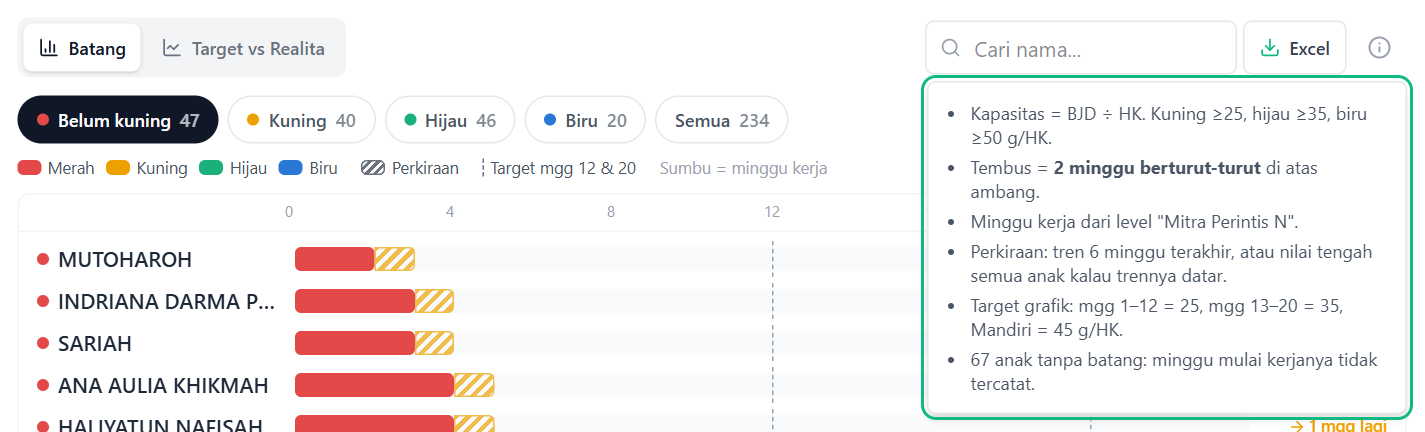 Batang
Target vs Realita
Cari nama...
Excel
Belum kuning 47
Kuning 40
Hijau 46
Biru 20
Semua 234
Merah
Kuning
Hijau
Biru
Perkiraan
Target mgg 12 & 20
Sumbu = minggu kerja
• Kapasitas = BJD ÷ HK. Kuning ≥25, hijau ≥35, biru
≥50 g/HK.
• Tembus = 2 minggu berturut-turut di atas
ambang.
• Minggu kerja dari level "Mitra Perintis N".
• Perkiraan: tren 6 minggu terakhir, atau nilai tengah
semua anak kalau trennya datar.
• Target grafik: mgg 1–12 = 25, mgg 13–20 = 35,
Mandiri = 45 g/HK.
• 67 anak tanpa batang: minggu mulai kerjanya tidak
tercatat.
0 4 8 12
MUTOHAROH
INDRIANA DARMA P...
SARIAH
ANA AULIA KHIKMAH
HALIYATUN NAFISAH
→ 1 mgg lagi